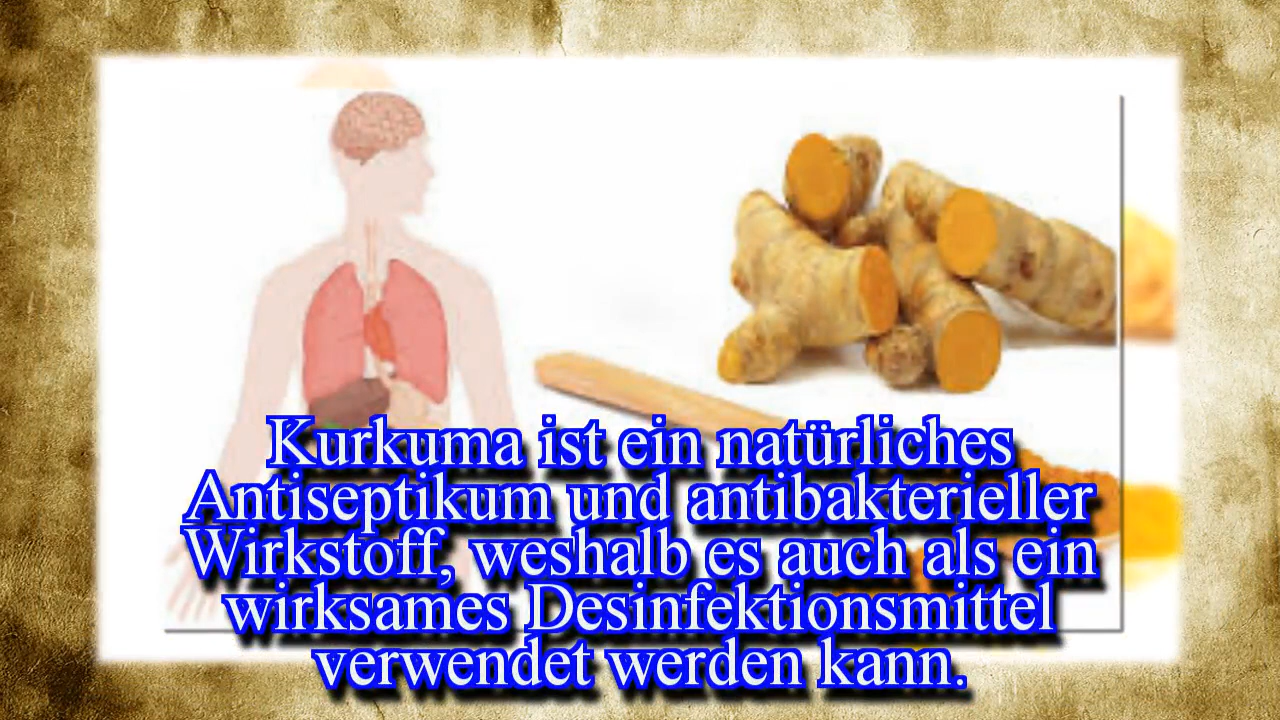 Kurkuma ist ein natürliches
Antiseptikum und antibakterieller
Wirkstoff, weshalb es auch als ein
wirksames Desinfektionsmittel
verwendet werden kann.